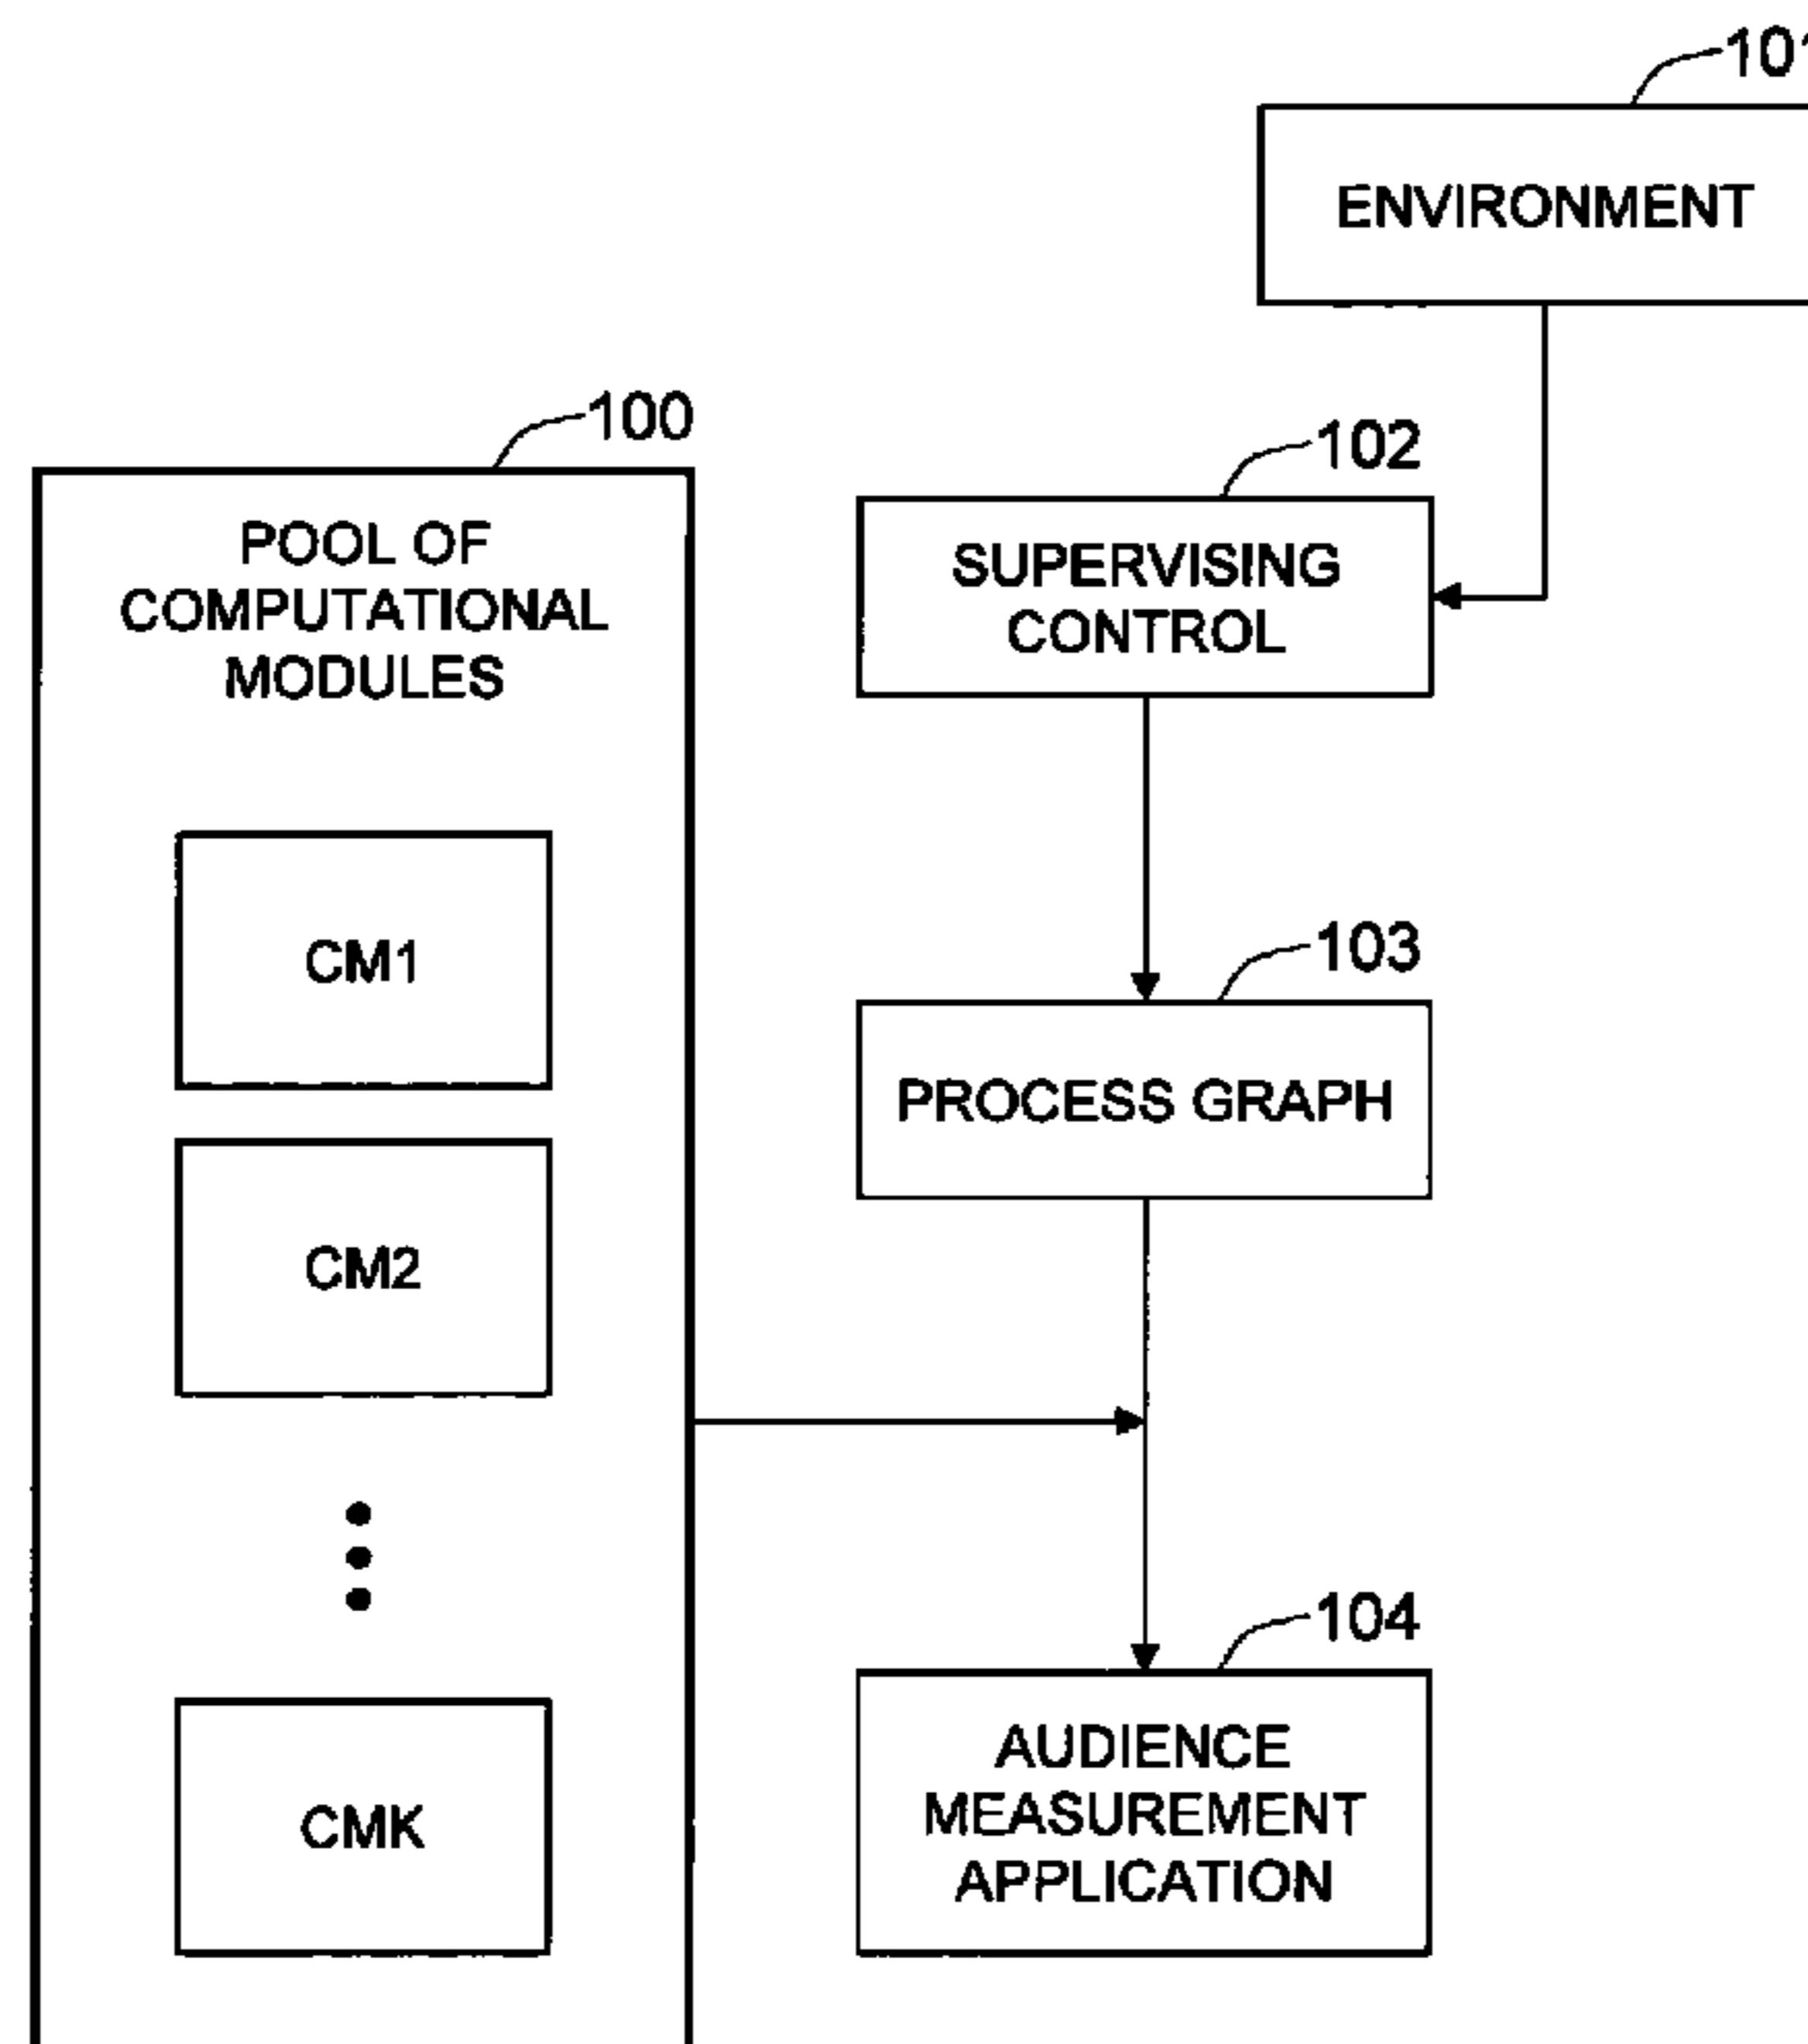 101
ENVIRONMENT
100
102
POOL OF
COMPUTATIONAL
MODULES
SUPERVISING
CONTROL
CM1
103
PROCESS GRAPH
CM2
104
AUDIENCE
MEASUREMENT
APPLICATION
CMK